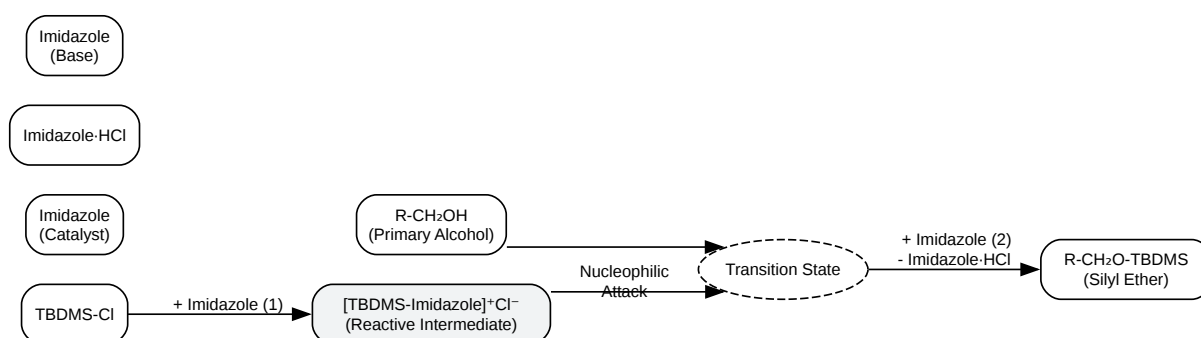 Imidazole
(Base)
Imidazole·HCl
Imidazole
(Catalyst)
R-CH₂OH
(Primary Alcohol)
+ Imidazole (2)
- Imidazole·HCl
R-CH₂O-TBDMS
(Silyl Ether)
Transition State
Nucleophilic
Attack
TBDMS-Cl
+ Imidazole (1)
[TBDMS-Imidazole]⁺Cl⁻
(Reactive Intermediate)